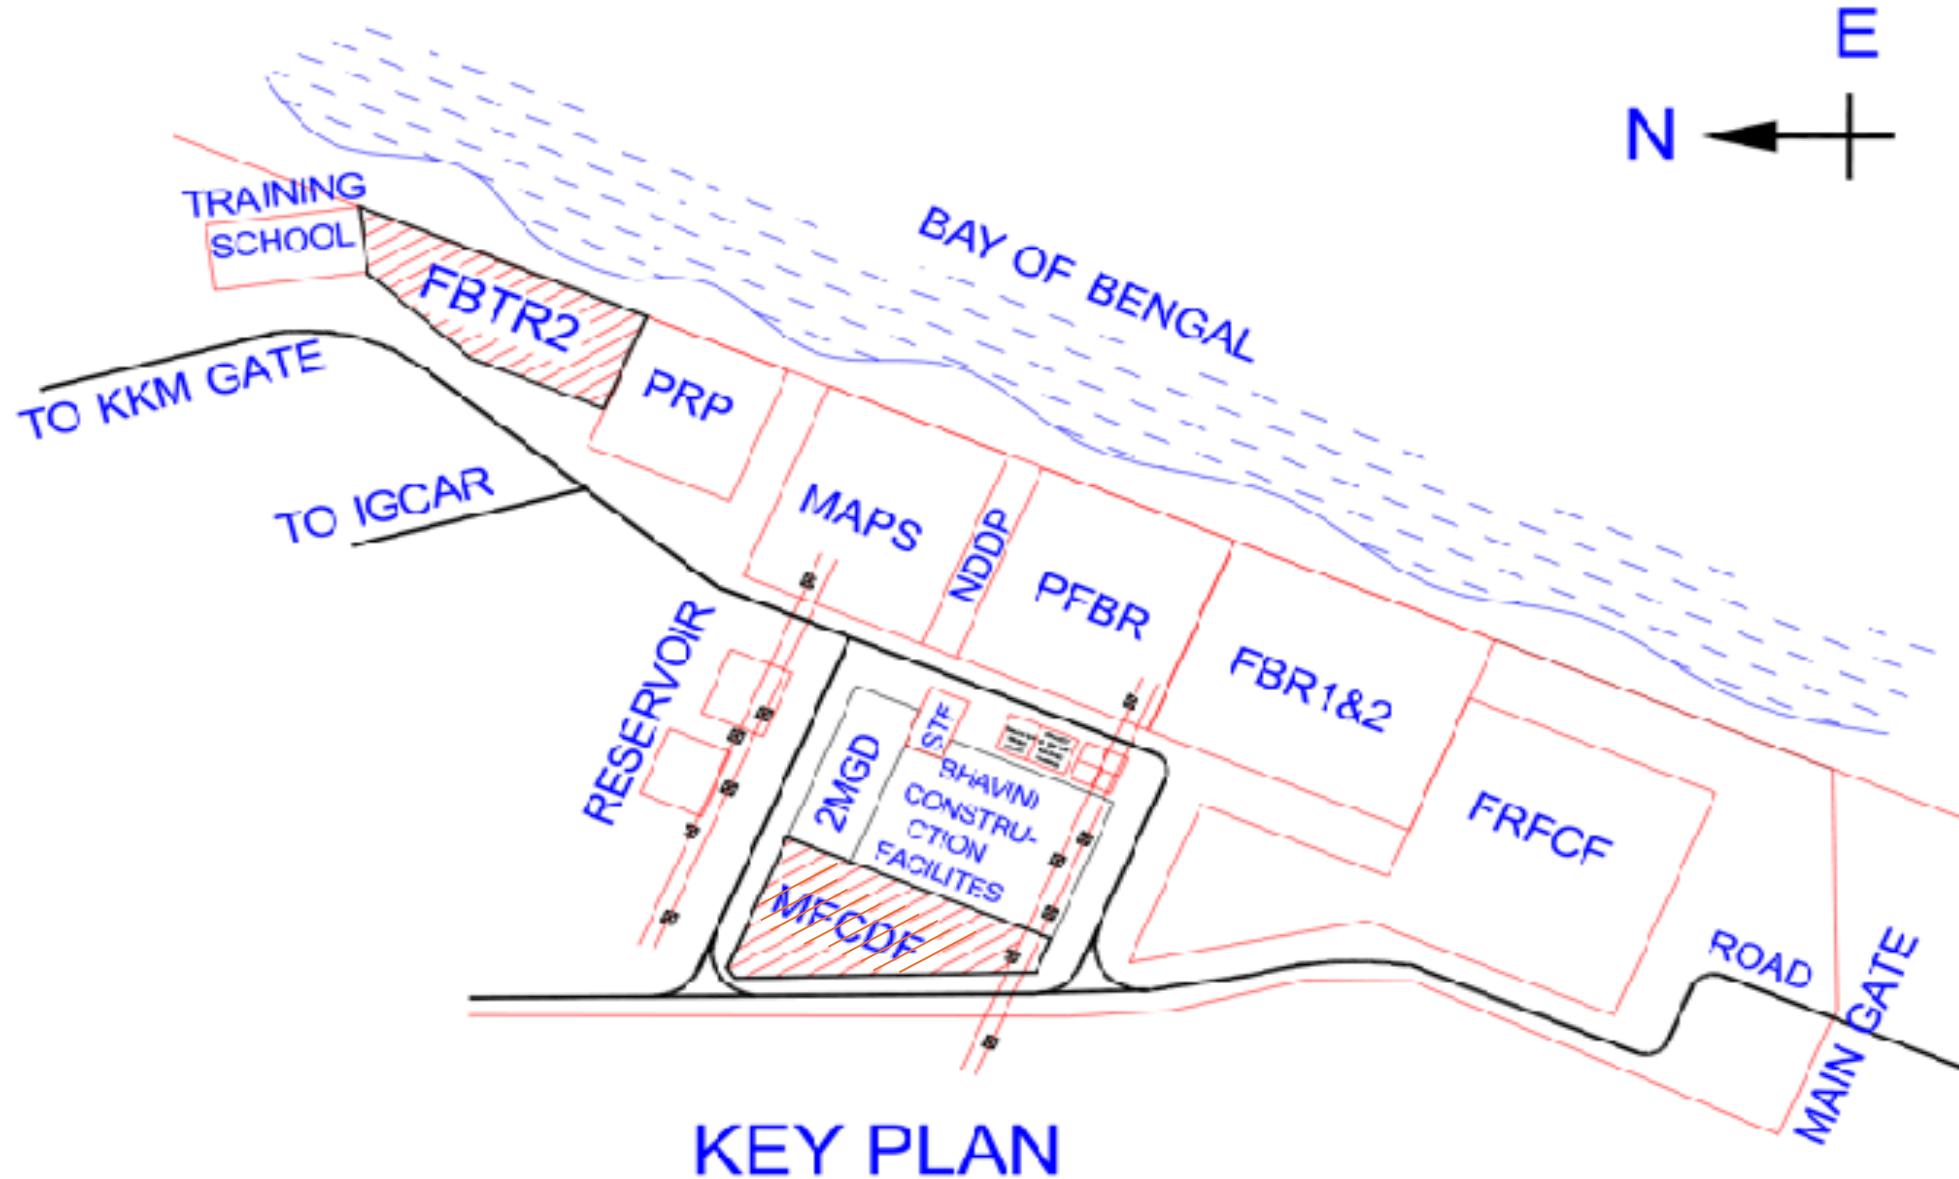 E
N
BAY OF BENGAL
TRAINING
SCHOOL
FBTR2
TO KKM GATE
PRP
TO IGCAR
MAPS
NDDP
PFBR
RESERVOIR
FBR1&2
2MGD
STF
BHAVINI
CONSTRU-
CTION
FACILITES
FRFCF
MFCDF
ROAD
MAIN GATE
KEY PLAN